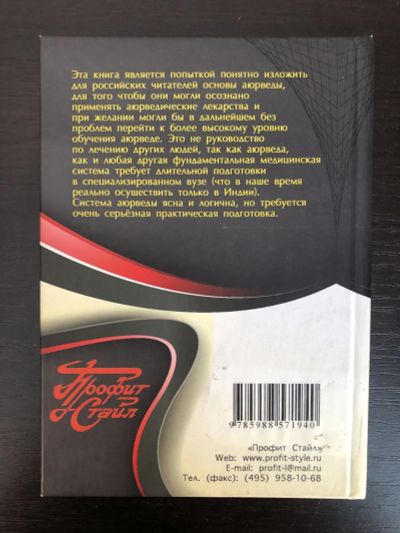 Эта книга является попыткой понятно изложить
для российских читателей основы аюрведы,
для того чтобы они могли осознано
применять аюрведические лекарства и
при желании могли бы в дальнейшем без
проблем перейти к более высокому уровню
обучения аюрведе. Это не руководство
по лечению других людей, так как аюрведа,
как и любая другая фундаментальная медицинская
система требует длительной подготовки
в специализированном вузе (что в наше время
реально осуществить только в Индии).
Система аюрведы ясна и логична, но требуется
очень серьёзная практическая подготовка.
Профит
Стайл
9785988571940
«Профит Стайл»
Web: www.profit-style.ru
E-mail: profit-l@mail.ru
Тел. (факс): (495) 958-10-68